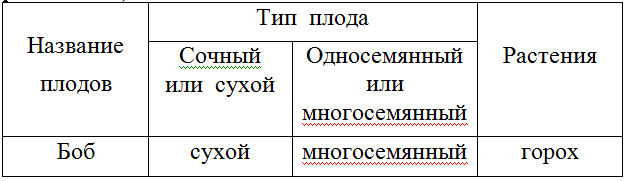 Название плодов
Тип плода
Растения
Сочный или сухой
Односемянный или многосемянный
Боб сухой многосемянный горох